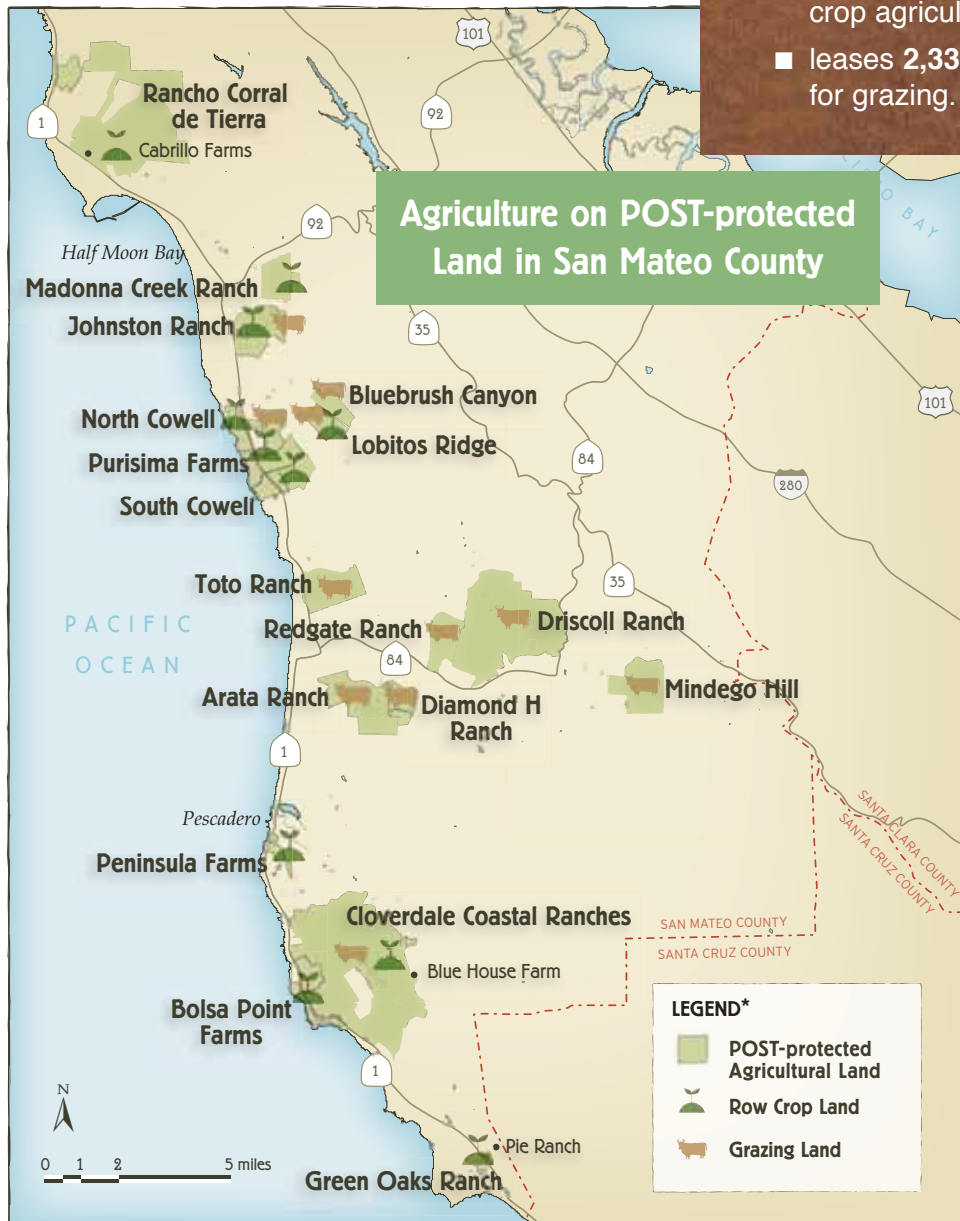 crop agricul
■ leases 2,33
for grazing.
101
92
Rancho Corral
de Tierra
1
Cabrillo Farms
Agriculture on POST-protected
Land in San Mateo County
92
Half Moon Bay
Madonna Creek Ranch
Johnston Ranch
35
Bluebrush Canyon
101
North Cowell
Lobitos Ridge
Purisima Farms
84
280
South Cowell
Toto Ranch
35
PACIFIC
OCEAN
Redgate Ranch
Driscoll Ranch
84
Arata Ranch
Diamond H
Ranch
Mindego Hill
1
Pescadero
Peninsula Farms
SANTA CLARA COUNTY
SANTA CRUZ COUNTY
Cloverdale Coastal Ranches
SAN MATEO COUNTY
SANTA CRUZ COUNTY
Blue House Farm
Bolsa Point
Farms
1
LEGEND*
POST-protected
Agricultural Land
Row Crop Land
Grazing Land
N
0 1 2 5 miles
Pie Ranch
Green Oaks Ranch
BAY